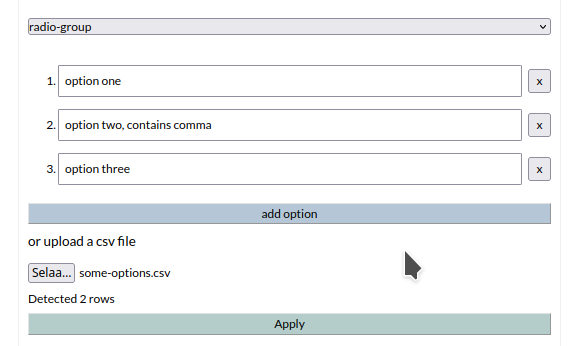 radio-group
1. option one x
2. option two, contains comma x
3. option three x
add option
or upload a csv file
Selaa... some-options.csv
Detected 2 rows
Apply